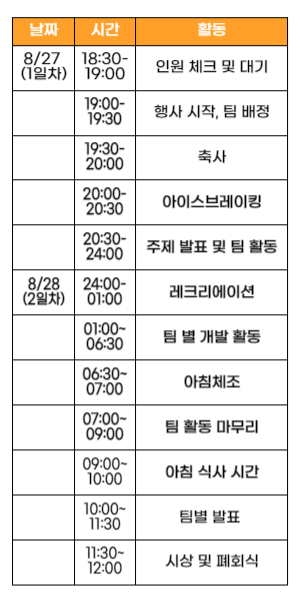 날짜 시간 활동
8/27 (1일차) 18:30-19:00 인원 체크 및 대기
19:00-19:30 행사 시작, 팀 배정
19:30-20:00 축사
20:00-20:30 아이스브레이킹
20:30-24:00 주제 발표 및 팀 활동
8/28 (2일차) 24:00-01:00 레크리에이션
01:00~06:30 팀 별 개발 활동
06:30~07:00 아침체조
07:00~09:00 팀 활동 마무리
09:00~10:00 아침 식사 시간
10:00~11:30 팀별 발표
11:30~12:00 시상 및 폐회식